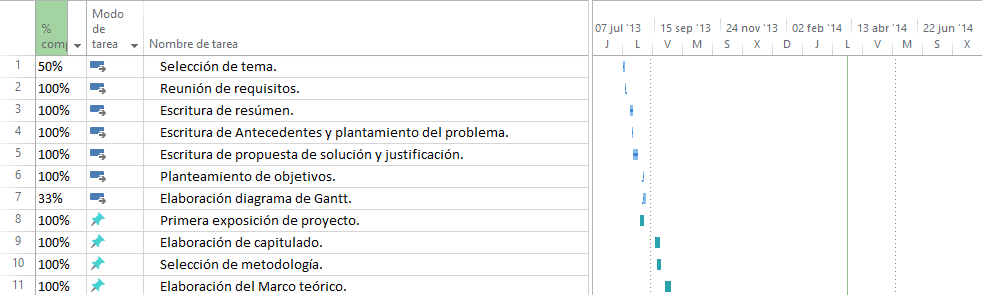 % comp
Modo de tarea
Nombre de tarea
07 jul '13 15 sep '13 24 nov '13 02 feb '14 13 abr '14 22 jun '14
J L V S X D J L V M S X
1 50% Selección de tema.
2 100% Reunión de requisitos.
3 100% Escritura de resúmen.
4 100% Escritura de Antecedentes y plantamiento del problema.
5 100% Escritura de propuesta de solución y justificación.
6 100% Planteamiento de objetivos.
7 33% Elaboración diagrama de Gantt.
8 100% Primera exposición de proyecto.
9 100% Elaboración de capitulado.
10 100% Selección de metodología.
11 100% Elaboración del Marco teórico.